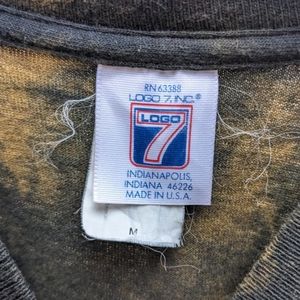 RN 63388
LOGO 7, INC.®
LOGO
7
INDIANAPOLIS,
INDIANA 46226
MADE IN U.S.A.
M